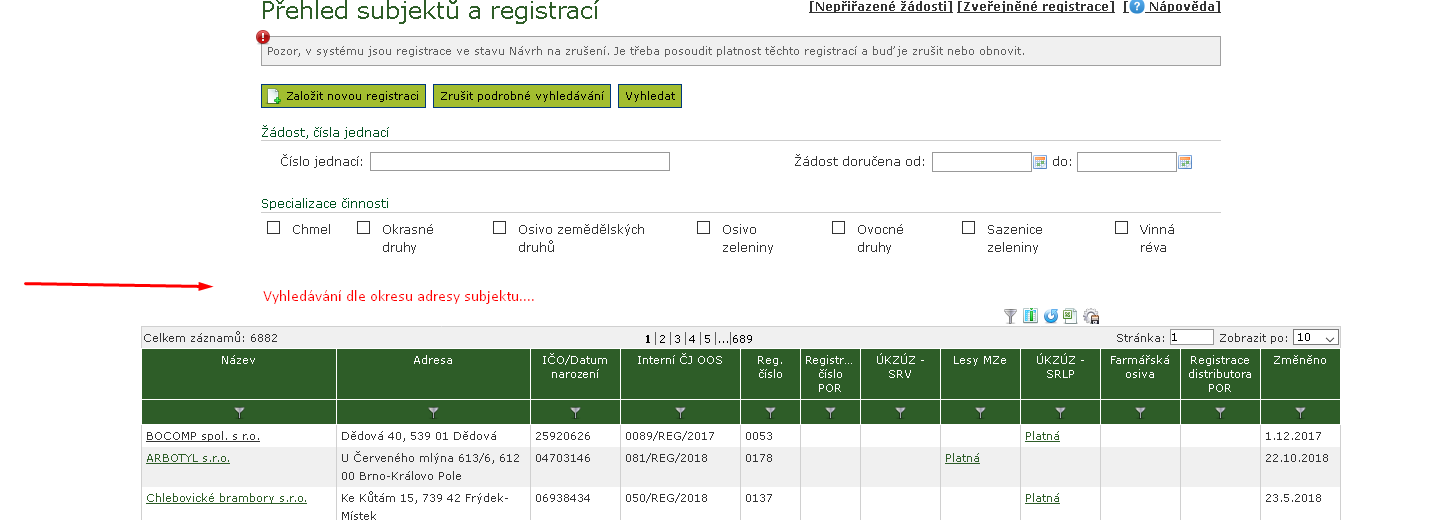 Přehled subjektů a registrací
[Nepřiřazené žádosti] [Zveřejněné registrace] [? Nápověda]
Pozor, v systému jsou registrace ve stavu Návrh na zrušení. Je třeba posoudit platnost těchto registrací a buď je zrušit nebo obnovit.
Založit novou registraci Zrušit podrobné vyhledávání Vyhledat
Žádost, čísla jednací
Číslo jednací: Žádost doručena od: do:
Specializace činnosti
Chmel Okrasné druhy Osivo zemědělských druhů Osivo zeleniny Ovocné druhy Sazenice zeleniny Vinná réva
Vyhledávání dle okresu adresy subjektu....
Celkem záznamů: 6882 1 | 2 | 3 | 4 | 5 |...|689 Stránka: 1 Zobrazit po: 10
Název Adresa IČO/Datum narození Interní ČJ OOS Reg. číslo Registr... číslo POR ÚKZÚZ - SRV Lesy MZe ÚKZÚZ - SRLP Farmářská osiva Registrace distributora POR Změněno
BOCOMP spol. s r.o. Dědová 40, 539 01 Dědová 25920626 0089/REG/2017 0053 Platná 1.12.2017
ARBOTYL s.r.o. U Červeného mlýna 613/6, 612 00 Brno-Královo Pole 04703146 081/REG/2018 0178 Platná 22.10.2018
Chlebovické brambory s.r.o. Ke Kůtám 15, 739 42 Frýdek-Místek 06938434 050/REG/2018 0137 Platná 23.5.2018